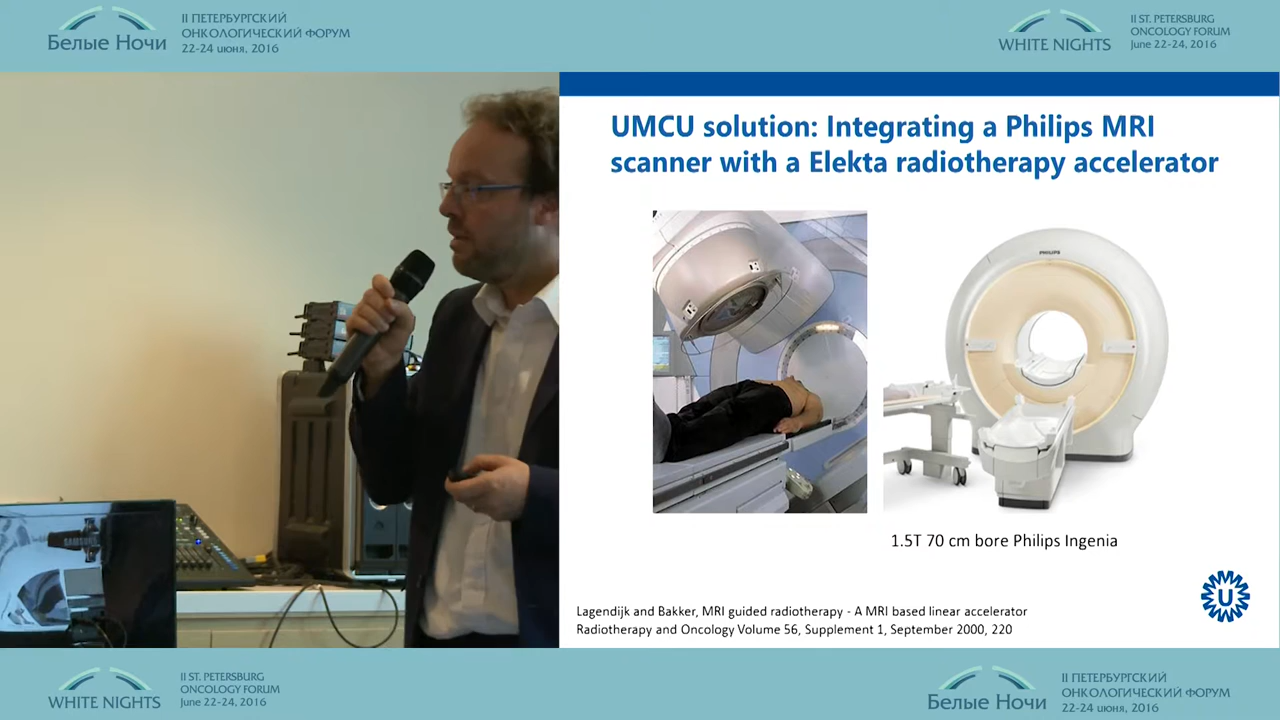 Белые Ночи
II ПЕТЕРБУРГСКИЙ
ОНКОЛОГИЧЕСКИЙ ФОРУМ
22-24 июня, 2016
WHITE NIGHTS
II ST. PETERSBURG
ONCOLOGY FORUM
June 22-24, 2016
UMCU solution: Integrating a Philips MRI
scanner with a Elekta radiotherapy accelerator
PHILIPS
1.5T 70 cm bore Philips Ingenia
SAMSUNG
U
Lagendijk and Bakker, MRI guided radiotherapy - A MRI based linear accelerator
Radiotherapy and Oncology Volume 56, Supplement 1, September 2000, 220
WHITE NIGHTS
II ST. PETERSBURG
ONCOLOGY FORUM
June 22-24, 2016
Белые Ночи
II ПЕТЕРБУРГСКИЙ
ОНКОЛОГИЧЕСКИЙ ФОРУМ
22-24 июня, 2016